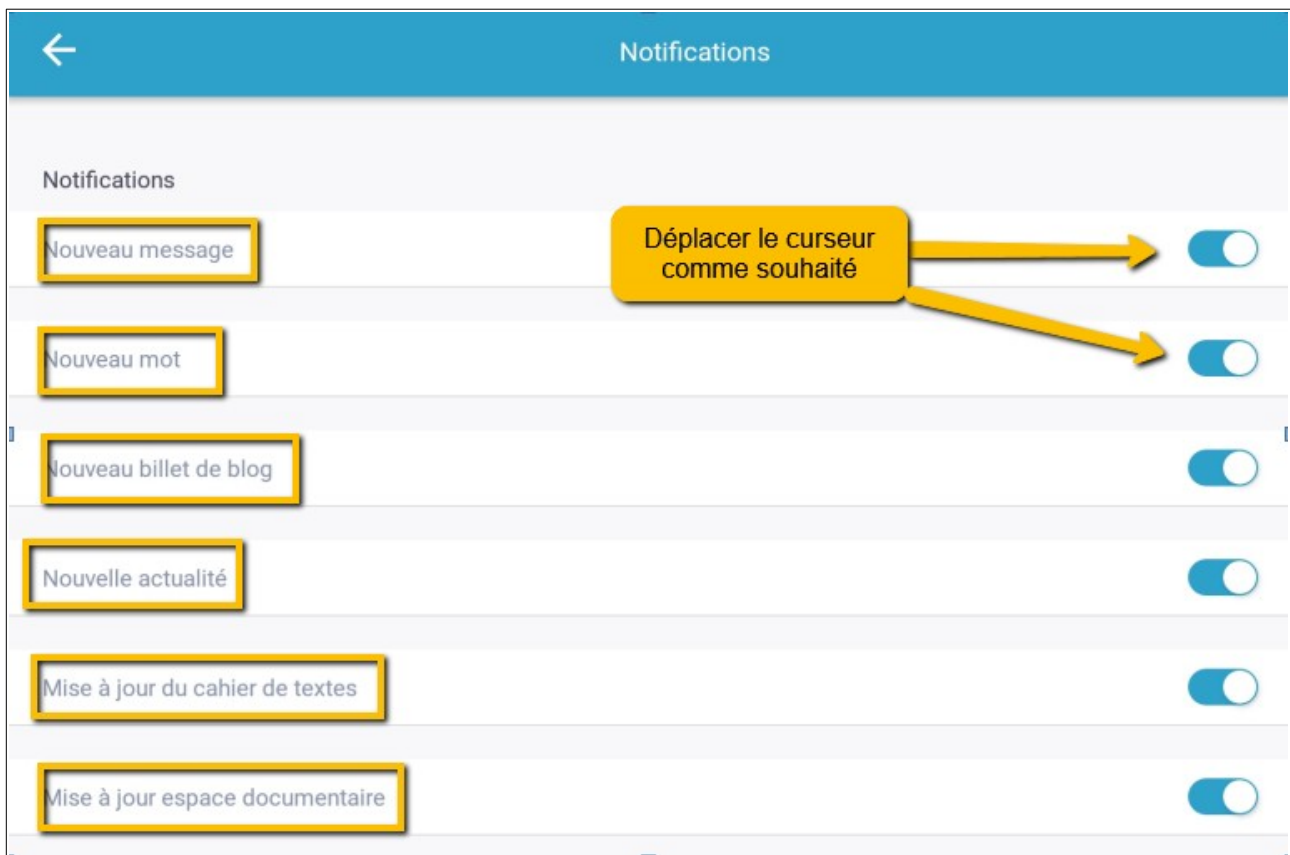 Notifications
Notifications
Nouveau message
Déplacer le curseur
comme souhaité
Nouveau mot
Nouveau billet de blog
Nouvelle actualité
Mise à jour du cahier de textes
Mise à jour espace documentaire